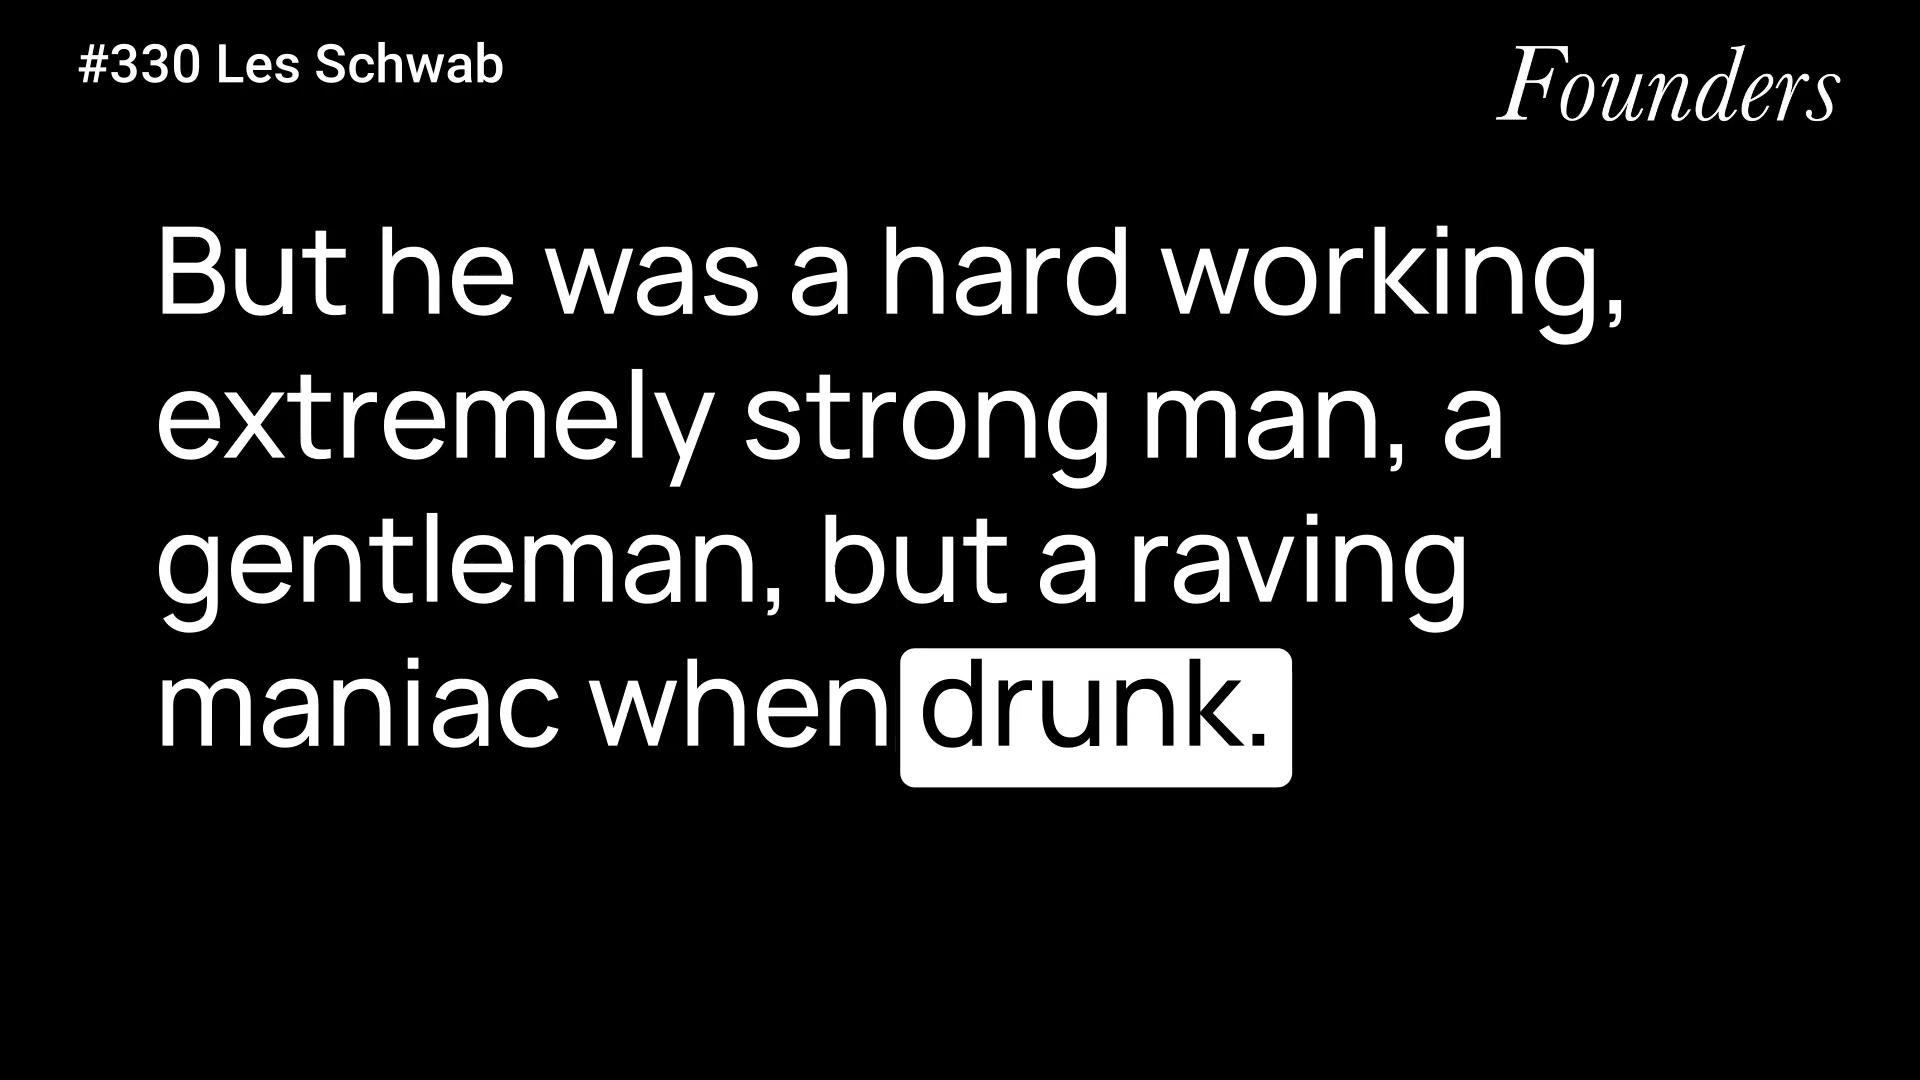 #330 Les Schwab
Founders
But he was a hard working,
extremely strong man, a
gentleman, but a raving
maniac when drunk.